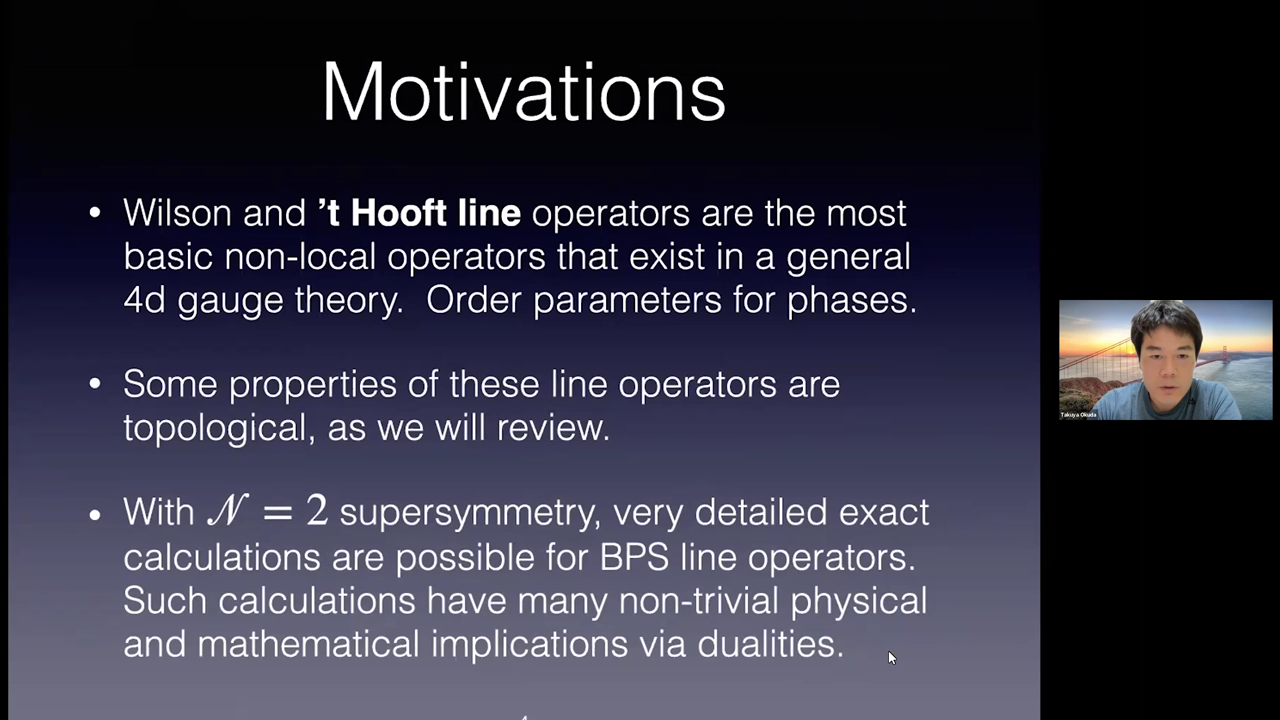 Motivations
• Wilson and ’t Hooft line operators are the most
basic non-local operators that exist in a general
4d gauge theory. Order parameters for phases.
• Some properties of these line operators are
topological, as we will review.
• With 𝒩 = 2 supersymmetry, very detailed exact
calculations are possible for BPS line operators.
Such calculations have many non-trivial physical
and mathematical implications via dualities.
Takuya Okuda